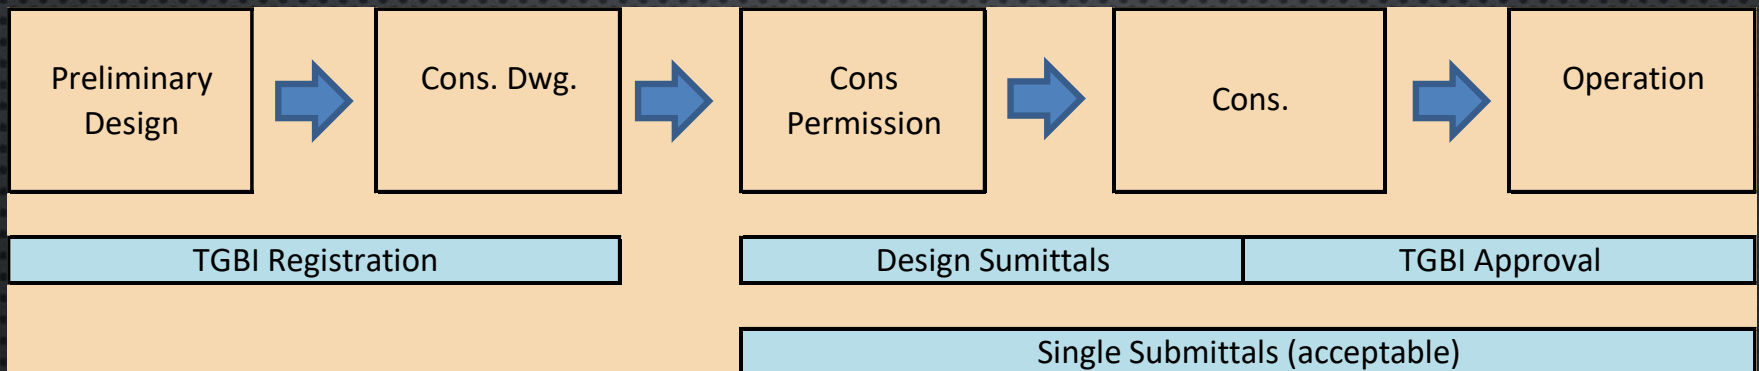 Preliminary
Design
Cons. Dwg.
Cons
Permission
Cons.
Operation
TGBI Registration
Design Sumittals
TGBI Approval
Single Submittals (acceptable)